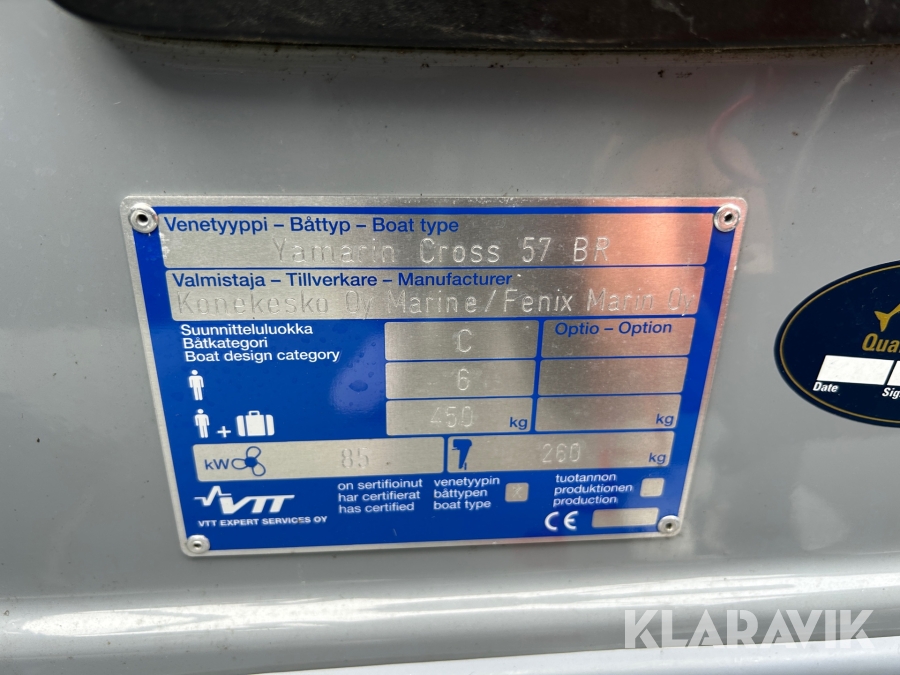 Venetyyppi – Båttyp – Boat type
Yamarin Cross 57 BR
Valmistaja – Tillverkare – Manufacturer
Konekesko Oy Marine/Fenix Marin Oy
Suunnitteluluokka
Båtkategori
Boat design category
C
Optio – Option
6
+
450 kg
kg
kW 85
260 kg
VTT
VTT EXPERT SERVICES OY
on sertifioinut
har certifierat
has certified
venetyypin
båttypen
boat type
x
tuotannon
produktionen
production
CE
Date
KLARAVIK